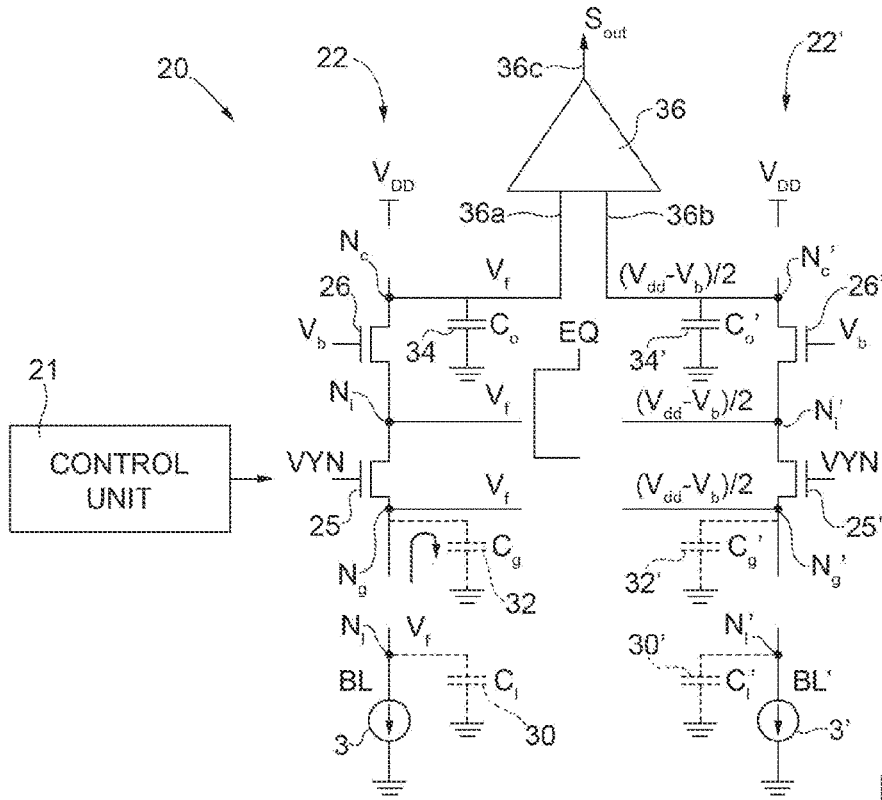 S_out
36c
20
22
22'
36
V_DD
V_DD
36a
36b
N_c
V_f
(V_dd-V_b)/2
N_c'
26
26'
V_b
34
C_o
EQ
C_o'
34'
V_b
21
N_i
V_f
(V_dd-V_b)/2
N_i'
CONTROL
UNIT
VYN
VYN
V_f
(V_dd-V_b)/2
25
25'
N_g
C_g
32
C_g'
32'
N_g'
N_l
V_f
N_l'
30'
BL
C_l
30
C_l'
BL'
3
3'